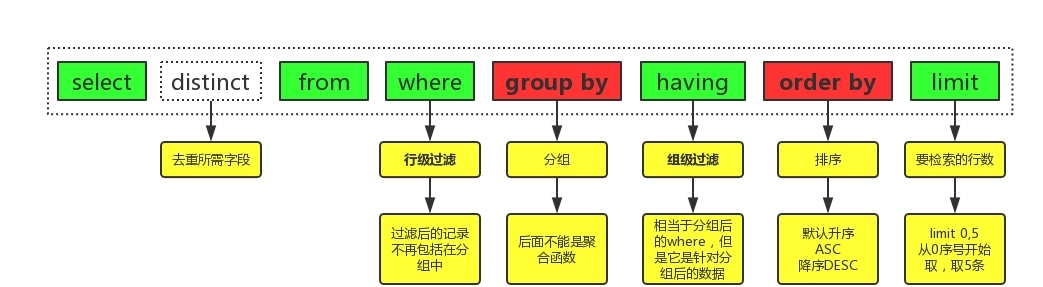 select distinct from where group by having order by limit
去重所需字段 行级过滤 分组 组级过滤 排序 要检索的行数
过滤后的记录
不再包括在分
组中
后面不能是聚
合函数
相当于分组后
的where，但
是它是针对分
组后的数据
默认升序
ASC
降序DESC
limit 0,5
从0序号开始
取，取5条